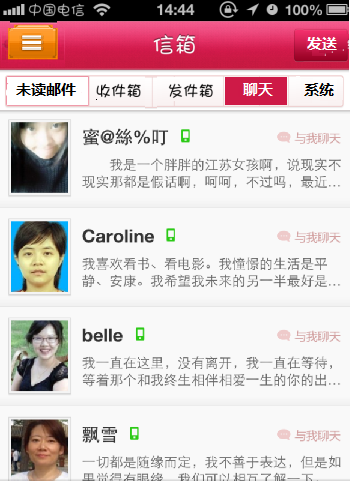 中国电信 14:44 100%
信箱 发送
未读邮件 收件箱 发件箱 聊天 系统
蜜@絲%叮 与我聊天
我是一个胖胖的江苏女孩啊，说现实不
现实那都是假话啊，呵呵，不过吗，最近...
Caroline 与我聊天
我喜欢看书、看电影。我憧憬的生活是平
静、安康。我希望我未来的另一半最好是...
belle 与我聊天
我一直在这里，没有离开，我一直在等待，
等着那个和我终生相伴相爱一生的你的出...
飘雪 与我聊天
一切都是随缘而定，我不善于表达，但是如
果觉得有眼缘，我们可以相互了解一下...